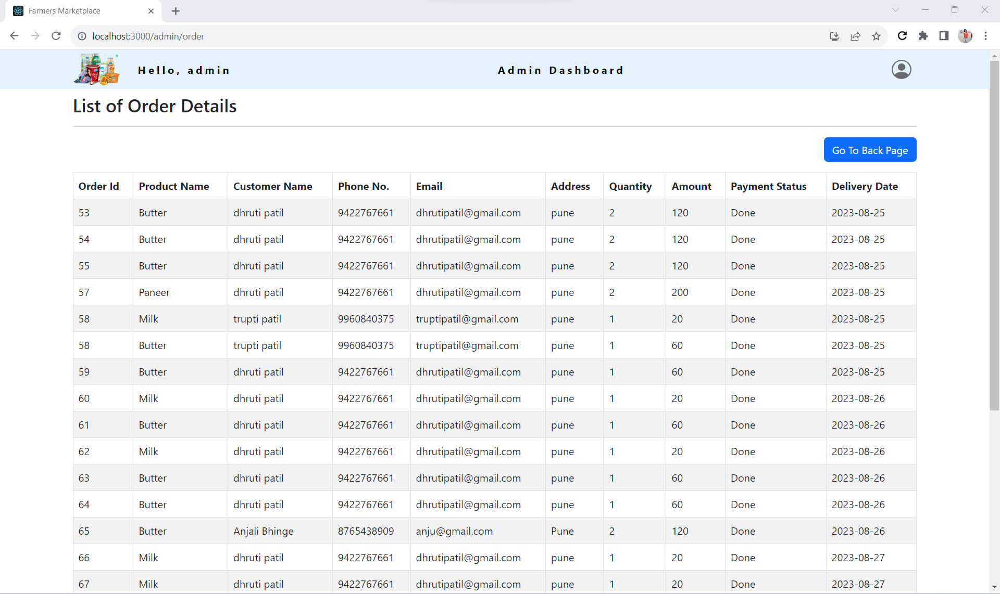 Farmers Marketplace
localhost:3000/admin/order
Hello, admin Admin Dashboard
List of Order Details
Go To Back Page
Order Id Product Name Customer Name Phone No. Email Address Quantity Amount Payment Status Delivery Date
53 Butter dhruti patil 9422767661 dhrutipatil@gmail.com pune 2 120 Done 2023-08-25
54 Butter dhruti patil 9422767661 dhrutipatil@gmail.com pune 2 120 Done 2023-08-25
55 Butter dhruti patil 9422767661 dhrutipatil@gmail.com pune 2 120 Done 2023-08-25
57 Paneer dhruti patil 9422767661 dhrutipatil@gmail.com pune 2 200 Done 2023-08-25
58 Milk trupti patil 9960840375 truptipatil@gmail.com pune 1 20 Done 2023-08-25
58 Butter trupti patil 9960840375 truptipatil@gmail.com pune 1 60 Done 2023-08-25
59 Butter dhruti patil 9422767661 dhrutipatil@gmail.com pune 1 60 Done 2023-08-25
60 Milk dhruti patil 9422767661 dhrutipatil@gmail.com pune 1 20 Done 2023-08-26
61 Butter dhruti patil 9422767661 dhrutipatil@gmail.com pune 1 60 Done 2023-08-26
62 Milk dhruti patil 9422767661 dhrutipatil@gmail.com pune 1 20 Done 2023-08-26
63 Butter dhruti patil 9422767661 dhrutipatil@gmail.com pune 1 60 Done 2023-08-26
64 Butter dhruti patil 9422767661 dhrutipatil@gmail.com pune 1 60 Done 2023-08-26
65 Butter Anjali Bhinge 8765438909 anju@gmail.com Pune 2 120 Done 2023-08-26
66 Milk dhruti patil 9422767661 dhrutipatil@gmail.com pune 1 20 Done 2023-08-27
67 Milk dhruti patil 9422767661 dhrutipatil@gmail.com pune 1 20 Done 2023-08-27